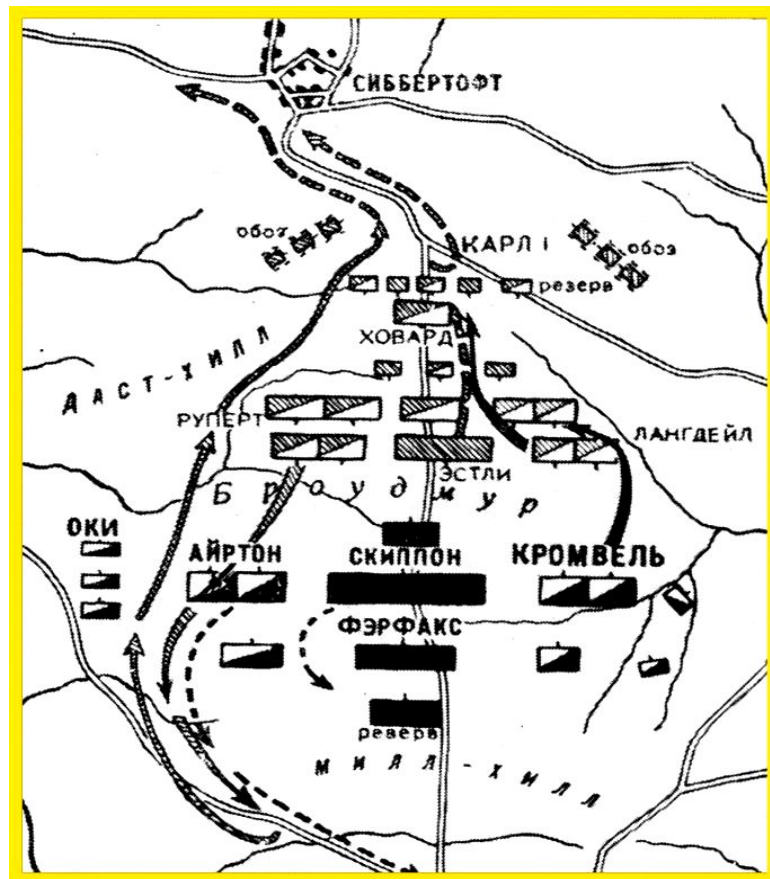 СИББЕРТОФТ
обоз
КАРЛ I
обоз
резерв
ХОВАРД
ДАСТ-ХИЛЛ
РУПЕРТ
ЛАНГДЕЙЛ
ЭСТЛИ
Броудмур
ОКИ
АЙРТОН
СКИППОН
КРОМВЕЛЬ
ФЭРФАКС
резерв
МИЛЛ-ХИЛЛ